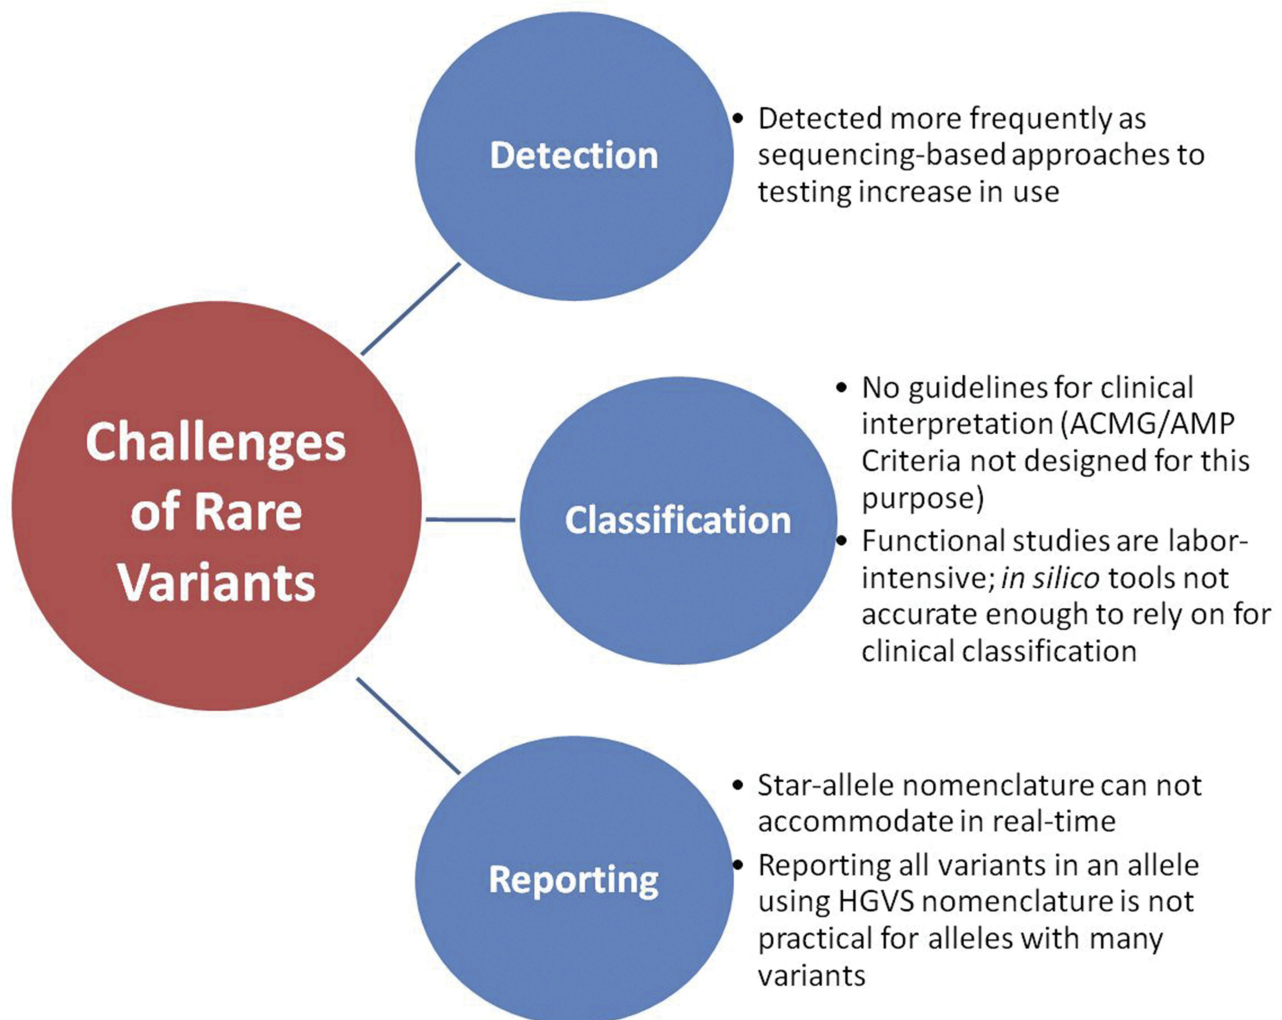 Detection
• Detected more frequently as
sequencing-based approaches to
testing increase in use
Challenges
of Rare
Variants
Classification
• No guidelines for clinical
interpretation (ACMG/AMP
Criteria not designed for this
purpose)
• Functional studies are labor-
intensive; in silico tools not
accurate enough to rely on for
clinical classification
Reporting
• Star-allele nomenclature can not
accommodate in real-time
• Reporting all variants in an allele
using HGVS nomenclature is not
practical for alleles with many
variants